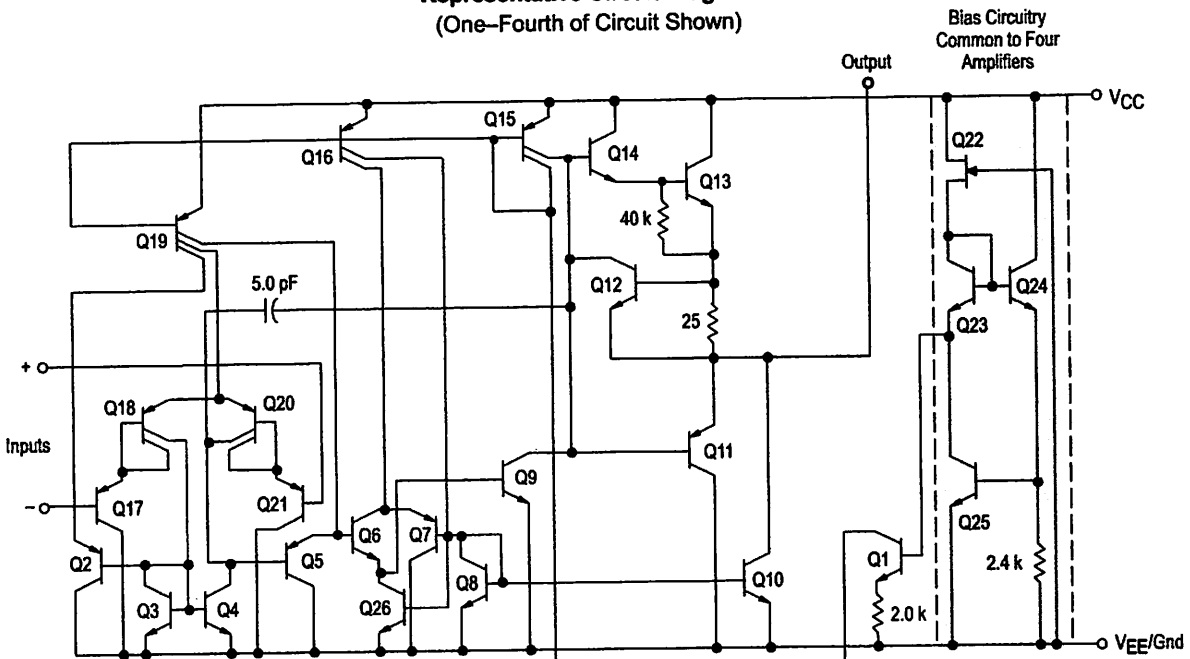 (One–Fourth of Circuit Shown)
Bias Circuitry
Common to Four
Amplifiers
Output
VCC
Q15
Q22
Q16
Q14
Q13
40 k
Q19
5.0 pF
Q12
Q24
25
Q23
+
Q18
Q20
Inputs
Q11
Q9
–
Q17
Q21
Q6
Q7
Q25
Q2
Q5
Q1
2.4 k
Q8
Q10
Q3
Q4
Q26
2.0 k
VEE/Gnd